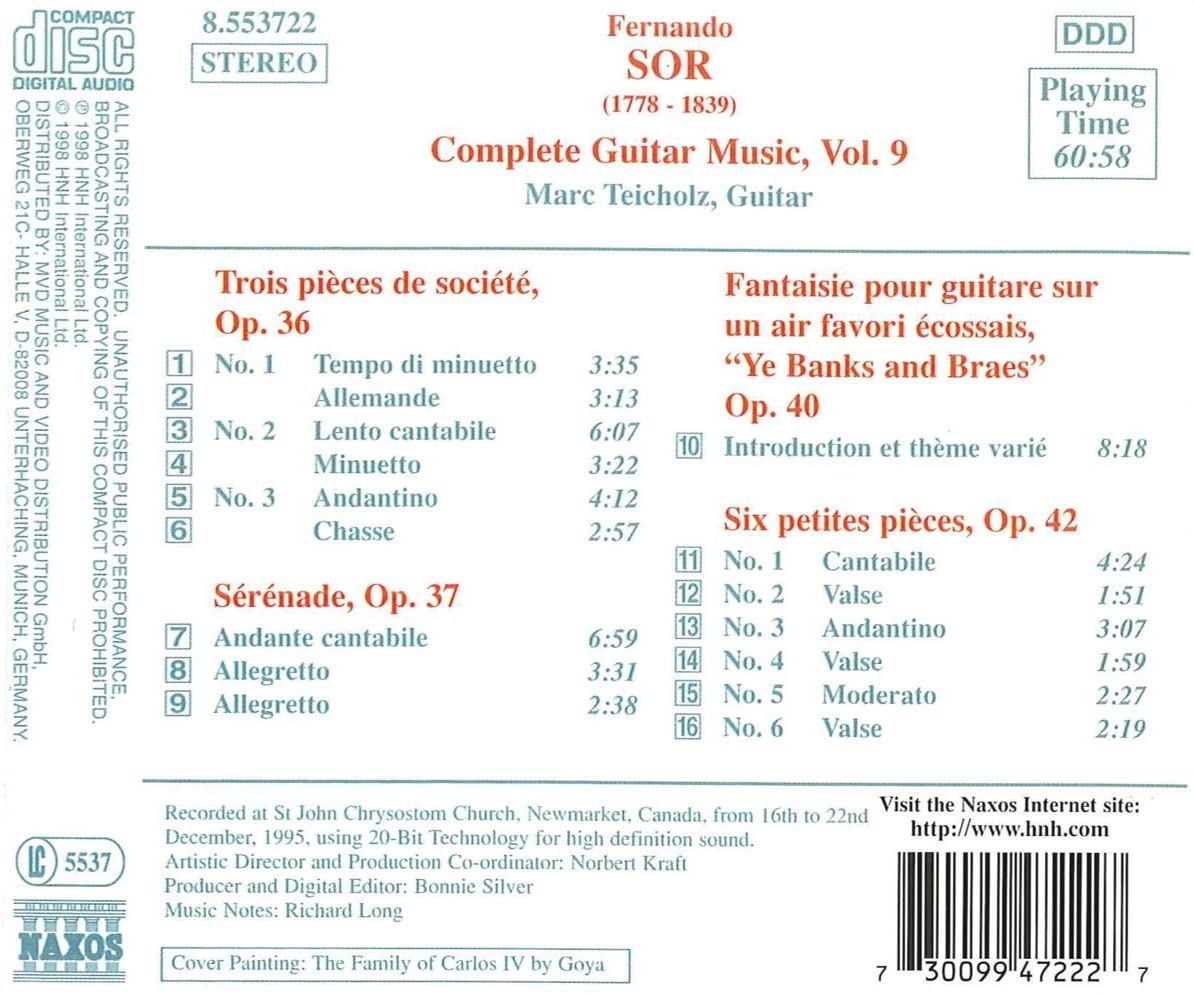 COMPACT
disc
DIGITAL AUDIO
ALL RIGHTS RESERVED. UNAUTHORISED PUBLIC PERFORMANCE,
BROADCASTING AND COPYING OF THIS COMPACT DISC PROHIBITED.
℗ 1998 HNH International Ltd.
© 1998 HNH International Ltd.
DISTRIBUTED BY: MVD MUSIC AND VIDEO DISTRIBUTION GmbH,
OBERWEG 21C- HALLE V, D-82008 UNTERHACHING, MUNICH, GERMANY.
LC 5537
NAXOS
8.553722
STEREO
Fernando
SOR
(1778 - 1839)
Complete Guitar Music, Vol. 9
Marc Teicholz, Guitar
DDD
Playing
Time
60:58
Trois pièces de société,
Op. 36
1 No. 1 Tempo di minuetto 3:35
2 Allemande 3:13
3 No. 2 Lento cantabile 6:07
4 Minuetto 3:22
5 No. 3 Andantino 4:12
6 Chasse 2:57
Sérénade, Op. 37
7 Andante cantabile 6:59
8 Allegretto 3:31
9 Allegretto 2:38
Fantaisie pour guitare sur
un air favori écossais,
“Ye Banks and Braes”
Op. 40
10 Introduction et thème varié 8:18
Six petites pièces, Op. 42
11 No. 1 Cantabile 4:24
12 No. 2 Valse 1:51
13 No. 3 Andantino 3:07
14 No. 4 Valse 1:59
15 No. 5 Moderato 2:27
16 No. 6 Valse 2:19
Recorded at St John Chrysostom Church, Newmarket, Canada, from 16th to 22nd
December, 1995, using 20-Bit Technology for high definition sound.
Artistic Director and Production Co-ordinator: Norbert Kraft
Producer and Digital Editor: Bonnie Silver
Music Notes: Richard Long
Cover Painting: The Family of Carlos IV by Goya
Visit the Naxos Internet site:
http://www.hnh.com
7 30099 47222 7